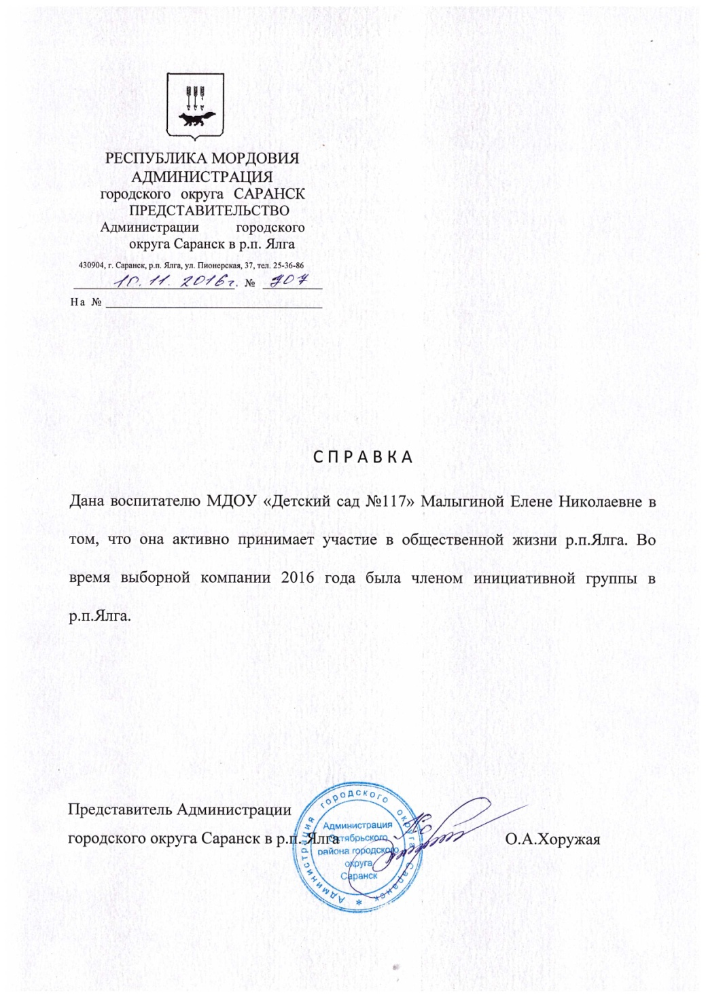 РЕСПУБЛИКА МОРДОВИЯ
АДМИНИСТРАЦИЯ
городского округа САРАНСК
ПРЕДСТАВИТЕЛЬСТВО
Администрации городского
округа Саранск в р.п. Ялга
430904, г. Саранск, р.п. Ялга, ул. Пионерская, 37, тел. 25-36-86
10.11.2016г. № 707
На №
СПРАВКА
Дана воспитателю МДОУ «Детский сад №117» Малыгиной Елене Николаевне в
том, что она активно принимает участие в общественной жизни р.п.Ялга. Во
время выборной компании 2016 года была членом инициативной группы в
р.п.Ялга.
Представитель Администрации
городского округа Саранск в р.п. Ялга
О.А.Хоружая
Администрация городского округа Саранск
Администрация
Октябрьского
района городского
округа
Саранск